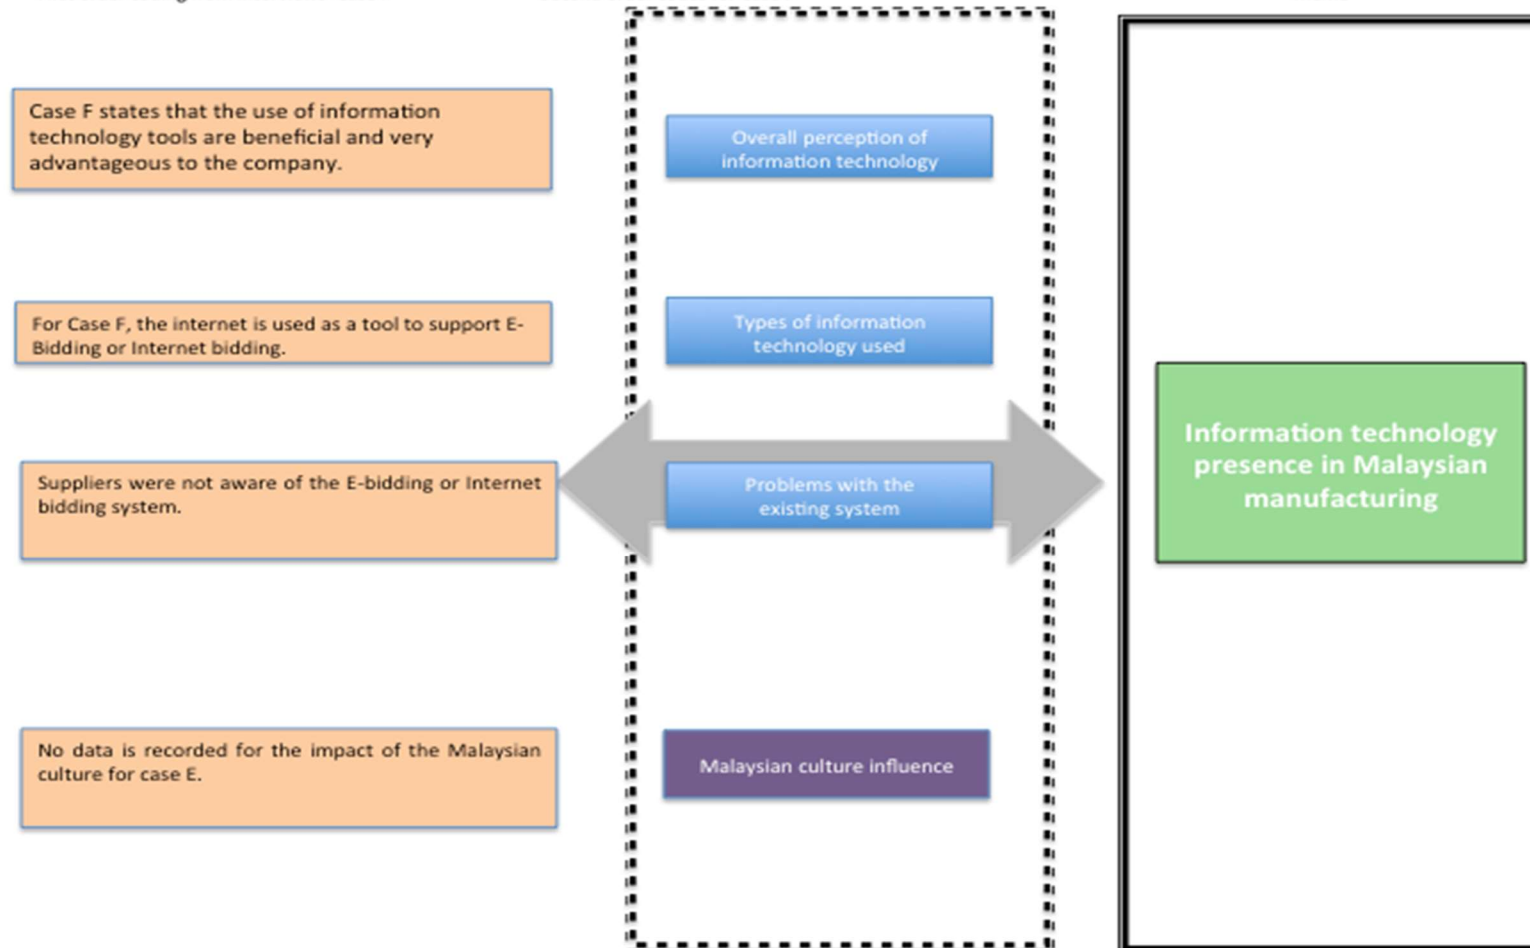 Case F states that the use of information
technology tools are beneficial and very
advantageous to the company.
Overall perception of
information technology
For Case F, the internet is used as a tool to support E-
Bidding or Internet bidding.
Types of information
technology used
Information technology
presence in Malaysian
manufacturing
Suppliers were not aware of the E-bidding or Internet
bidding system.
Problems with the
existing system
No data is recorded for the impact of the Malaysian
culture for case E.
Malaysian culture influence